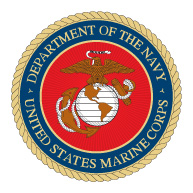 DEPARTMENT OF THE NAVY
UNITED STATES MARINE CORPS